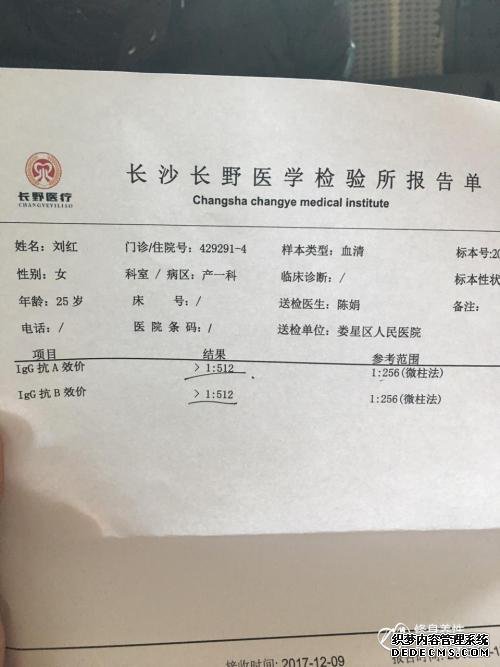 长沙长野医学检验所报告单
Changsha changye medical institute
长野医疗
CHANGYEYILIAO
姓名: 刘红 门诊/住院号: 429291-4 样本类型: 血清 标本号:20
性别: 女 科室 / 病区: 产一科 临床诊断: / 标本性状
年龄: 25 岁 床 号: / 送检医生: 陈娟 备注:
电话: / 医 院 条 码: / 送检单位: 娄星区人民医院
项目 结果 参考范围
IgG 抗 A 效价 > 1:512 1:256(微柱法)
IgG 抗 B 效价 > 1:512 1:256(微柱法)
接收时间: 2017-12-09
织梦内容管理系统
DEDECMS.COM